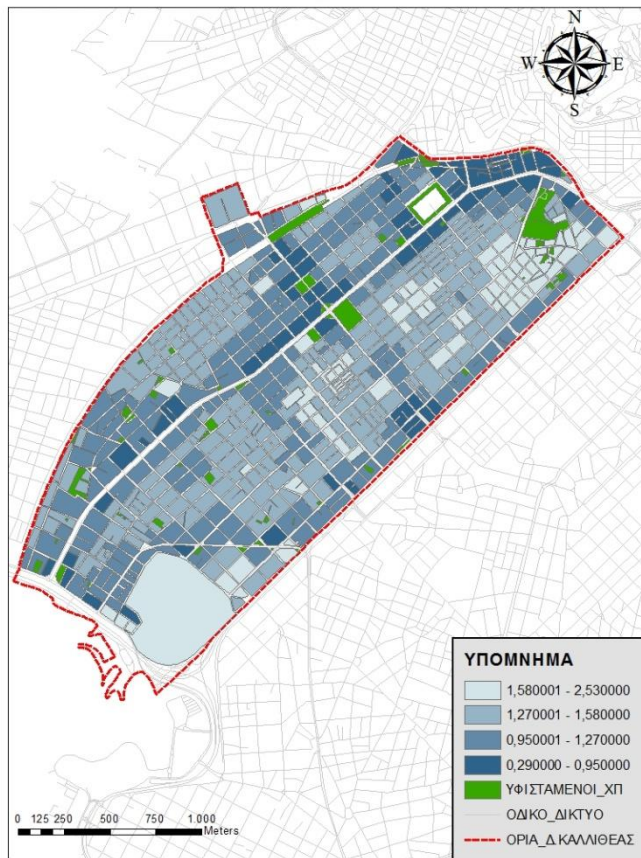 N
W E
S
ΥΠΟΜΝΗΜΑ
1,580001 - 2,530000
1,270001 - 1,580000
0,950001 - 1,270000
0,290000 - 0,950000
ΥΦΙΣΤΑΜΕΝΟΙ_ΧΠ
ΟΔΙΚΟ_ΔΙΚΤΥΟ
ΟΡΙΑ_Δ.ΚΑΛΛΙΘΕΑΣ
0 125 250 500 750 1.000
Meters